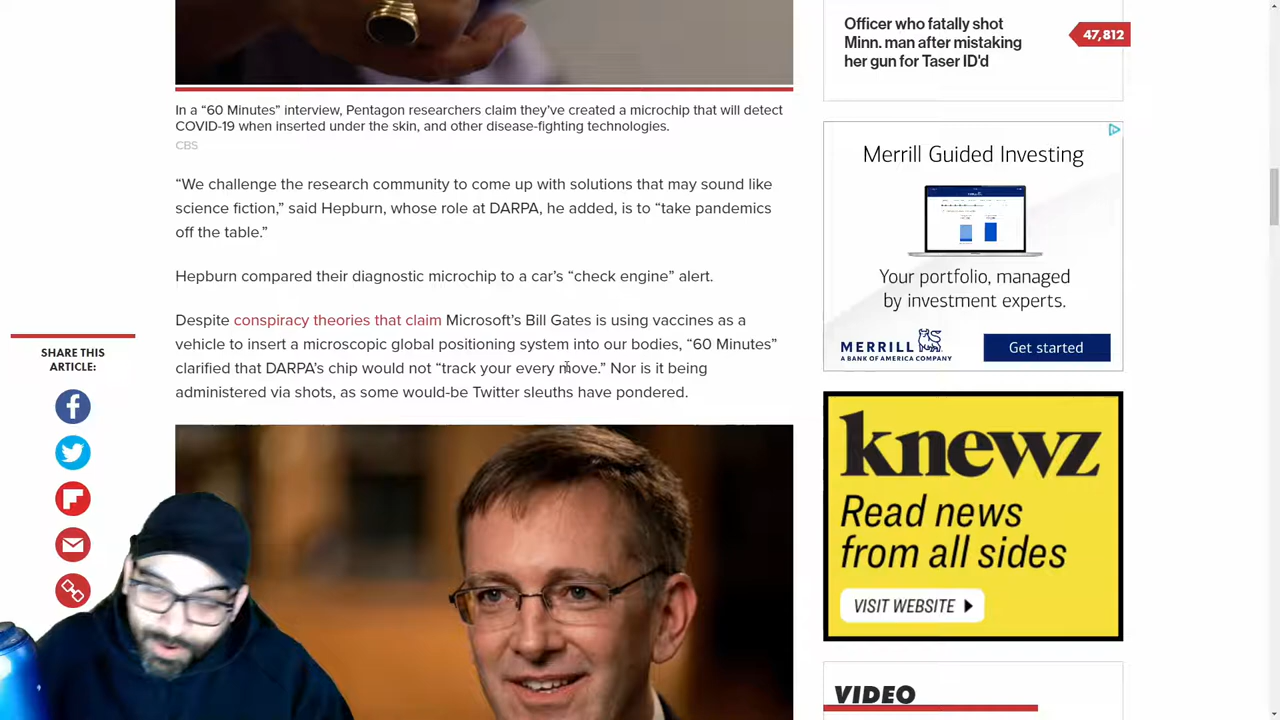 Officer who fatally shot
Minn. man after mistaking
her gun for Taser ID'd
47,812
In a “60 Minutes” interview, Pentagon researchers claim they've created a microchip that will detect
COVID-19 when inserted under the skin, and other disease-fighting technologies.
CBS
“We challenge the research community to come up with solutions that may sound like
science fiction,” said Hepburn, whose role at DARPA, he added, is to “take pandemics
off the table.”
Hepburn compared their diagnostic microchip to a car's “check engine” alert.
Despite conspiracy theories that claim Microsoft's Bill Gates is using vaccines as a
vehicle to insert a microscopic global positioning system into our bodies, “60 Minutes”
clarified that DARPA's chip would not “track your every move.” Nor is it being
administered via shots, as some would-be Twitter sleuths have pondered.
SHARE THIS
ARTICLE:
Merrill Guided Investing
Your portfolio, managed
by investment experts.
MERRILL
A BANK OF AMERICA COMPANY
Get started
knewz
Read news
from all sides
VISIT WEBSITE
VIDEO